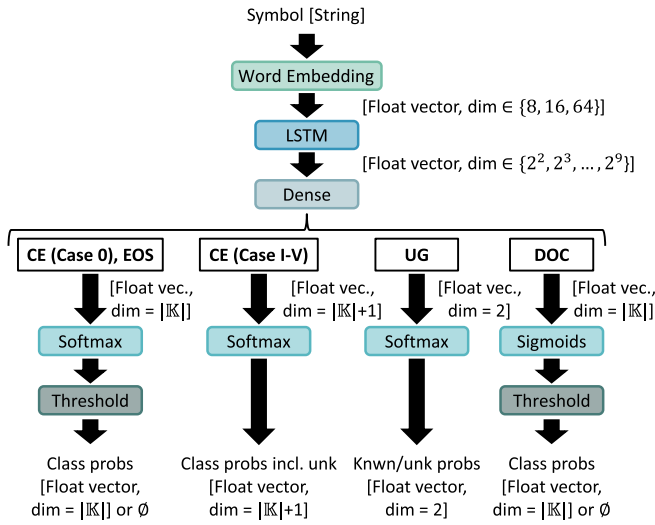 Symbol [String]
Word Embedding
[Float vector, dim ∈ {8, 16, 64}]
LSTM
[Float vector, dim ∈ {2², 2³, … , 2⁹}]
Dense
CE (Case 0), EOS
CE (Case I-V)
UG
DOC
[Float vec.,
dim = |𝕂|]
[Float vec.,
dim = |𝕂|+1]
[Float vec.,
dim = 2]
[Float vec.,
dim = |𝕂|]
Softmax
Softmax
Softmax
Sigmoids
Threshold
Threshold
Class probs
[Float vector,
dim = |𝕂|] or ∅
Class probs incl. unk
[Float vector,
dim = |𝕂|+1]
Knwn/unk probs
[Float vector,
dim = 2]
Class probs
[Float vector,
dim = |𝕂|] or ∅